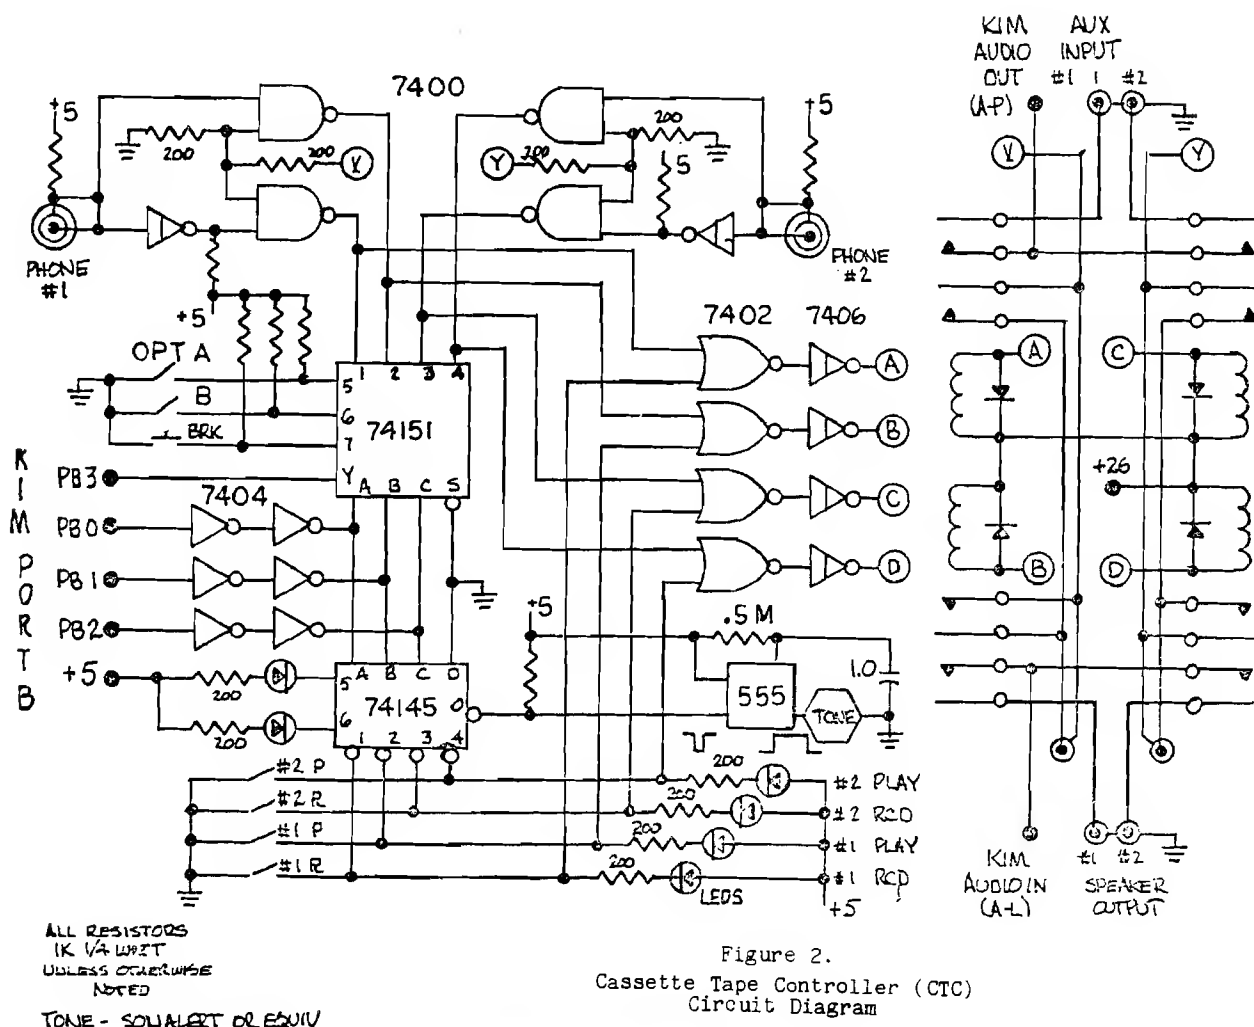 KIM AUDIO OUT (A-P)
AUX INPUT
#1 1 #2
7400
+5
200
200
X
Y
200
200
5
+5
PHONE #1
PHONE #2
X
Y
+5
OPT A
B
BRK
1 2 3 4
5
6
7
74151
Y
A B C S
7402
7406
A
B
C
D
A
C
+26
B
D
KIM PORT B
PB3
PB0
PB1
PB2
+5
7404
200
200
A B C D
5
6
74145
0
1 2 3 4
+5
.5M
555
TONE
1.0
#2 P
#2 R
#1 P
#1 R
200
200
200
200
LEDS
#2 PLAY
#2 RCD
#1 PLAY
#1 RCD
+5
KIM AUDIO IN (A-L)
#1 #2
SPEAKER OUTPUT
ALL RESISTORS
1K 1/4 WATT
UNLESS OTHERWISE
NOTED
TONE - SONALERT OR EQUIV
Figure 2.
Cassette Tape Controller (CTC)
Circuit Diagram